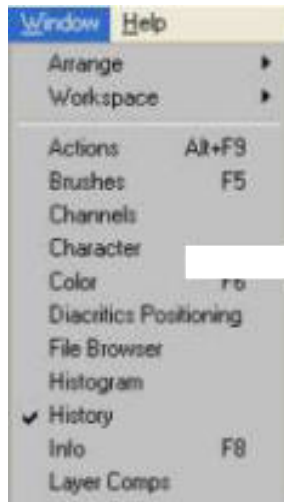 Window Help
Arrange
Workspace
Actions Alt+F9
Brushes F5
Channels
Character
Color F6
Diacritics Positioning
File Browser
Histogram
History
Info F8
Layer Comps